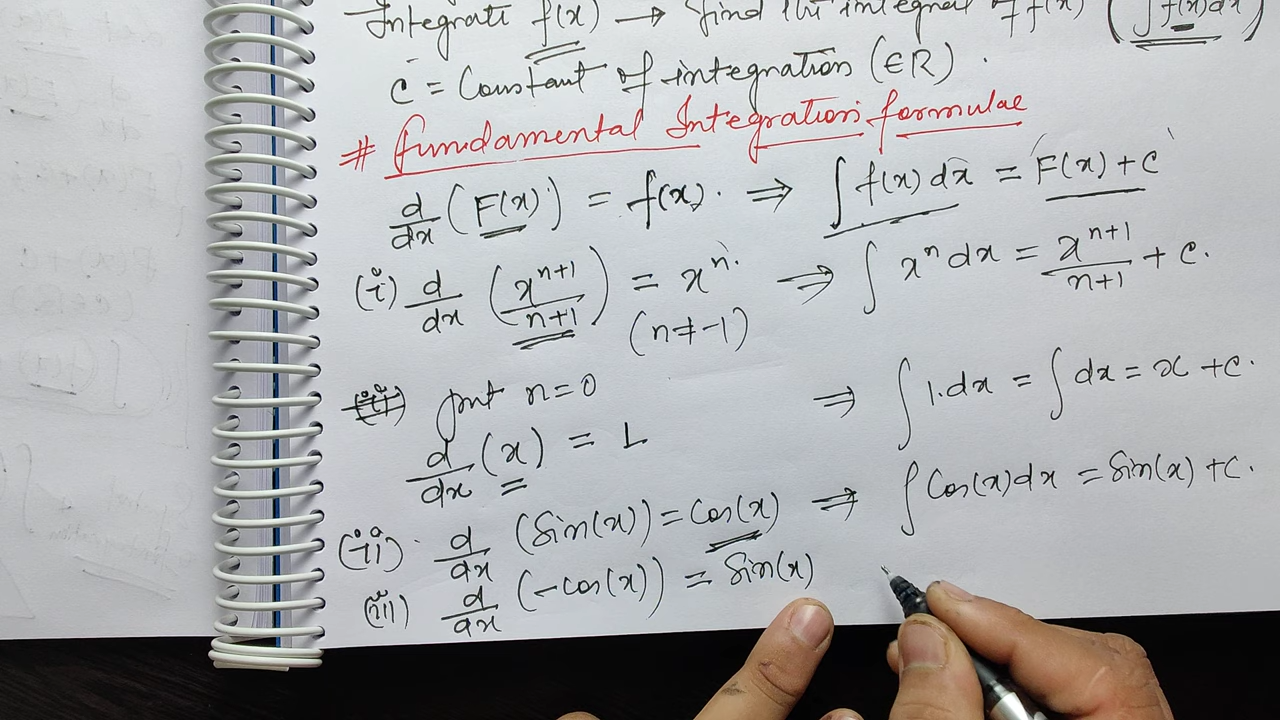 Integrate f(x) → find the integral of f(x) (∫ f(x) dx)
c = Constant of integration (∈R).
# Fundamental Integration formulae
d/dx (F(x)) = f(x). ⇒ ∫ f(x) dx = F(x) + c
(i) d/dx (x^(n+1)/(n+1)) = x^n. ⇒ ∫ x^n dx = x^(n+1)/(n+1) + c.
(n ≠ -1)
put n=0 ⇒ ∫ 1.dx = ∫ dx = x + c.
d/dx (x) = 1
(ii) d/dx (Sin(x)) = Cos(x) ⇒ ∫ Cos(x) dx = Sin(x) + c.
(iii) d/dx (-cos(x)) = Sin(x)